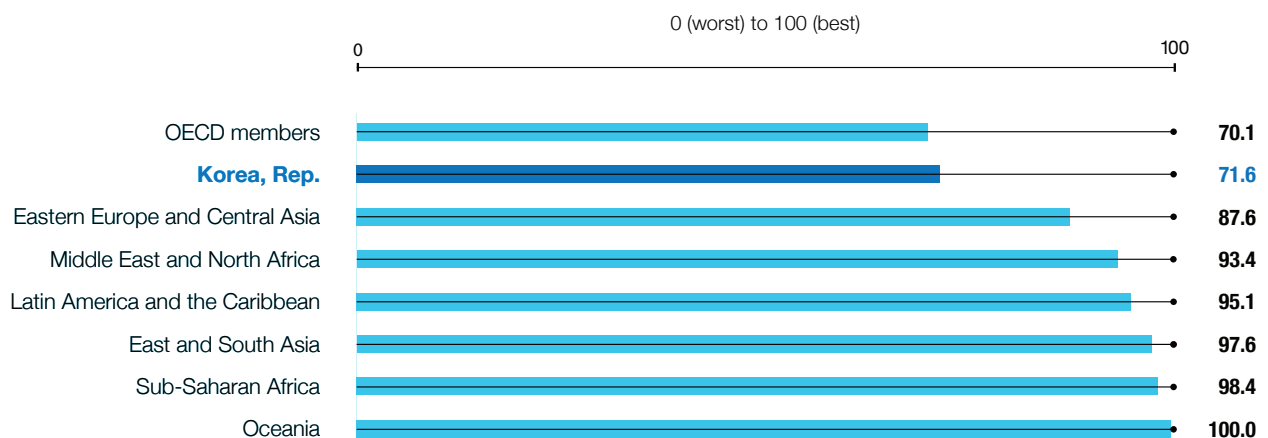 0 (worst) to 100 (best)
0 100
OECD members 70.1
Korea, Rep. 71.6
Eastern Europe and Central Asia 87.6
Middle East and North Africa 93.4
Latin America and the Caribbean 95.1
East and South Asia 97.6
Sub-Saharan Africa 98.4
Oceania 100.0